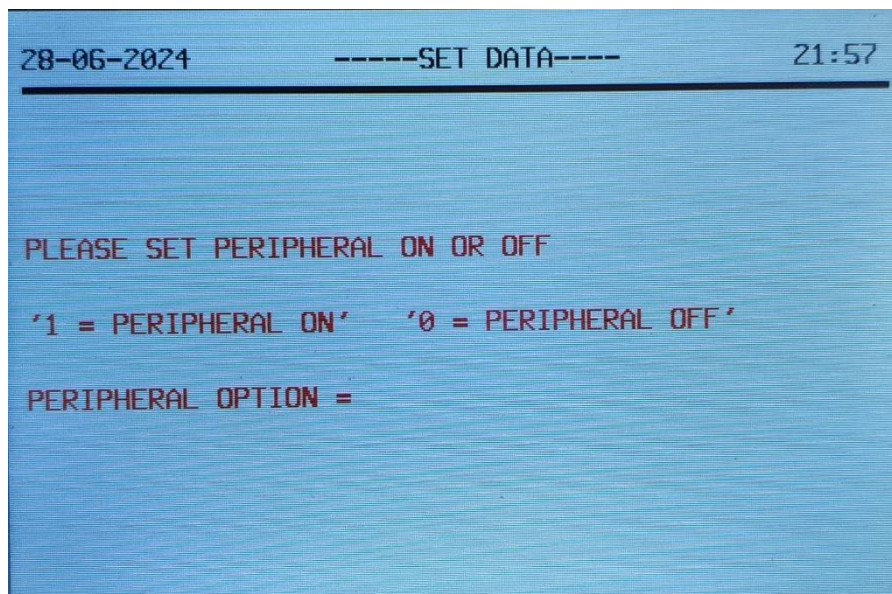 28-06-2024 -----SET DATA---- 21:57
PLEASE SET PERIPHERAL ON OR OFF
'1 = PERIPHERAL ON' '0 = PERIPHERAL OFF'
PERIPHERAL OPTION =